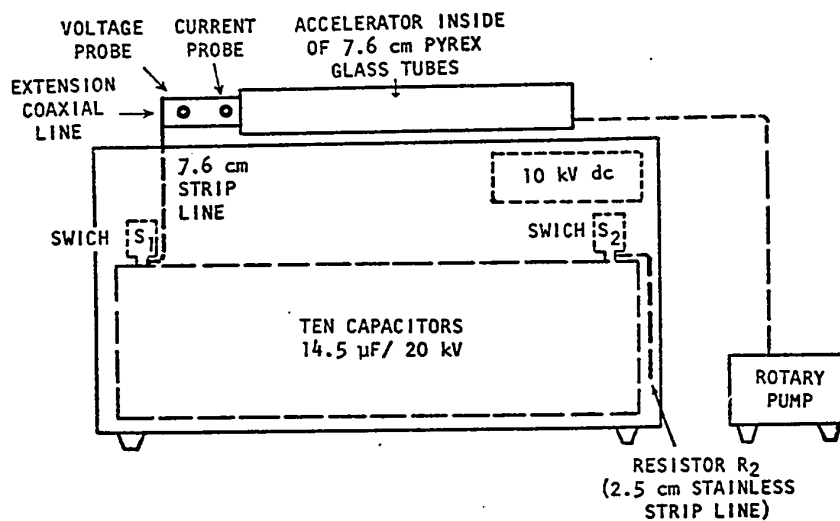 VOLTAGE
PROBE
CURRENT
PROBE
ACCELERATOR INSIDE
OF 7.6 cm PYREX
GLASS TUBES
EXTENSION
COAXIAL
LINE
7.6 cm
STRIP
LINE
10 kV dc
SWICH
S1
SWICH
S2
TEN CAPACITORS
14.5 µF/ 20 kV
ROTARY
PUMP
RESISTOR R2
(2.5 cm STAINLESS
STRIP LINE)